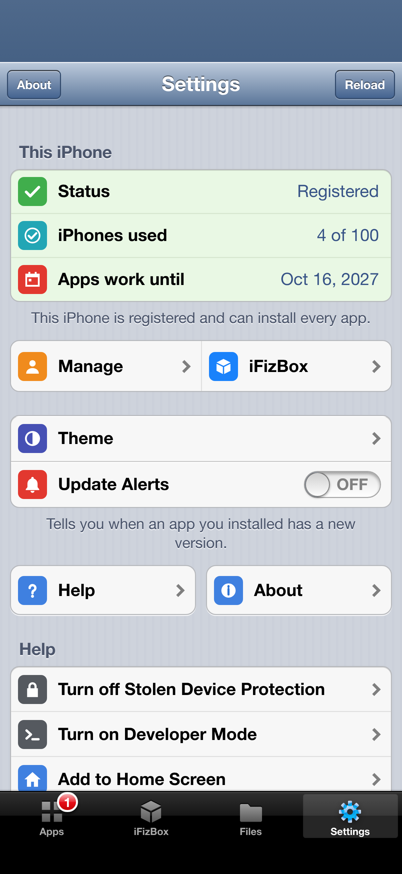 About
Settings
Reload
This iPhone
Status
Registered
iPhones used
4 of 100
Apps work until
Oct 16, 2027
This iPhone is registered and can install every app.
Manage
iFizBox
Theme
Update Alerts
OFF
Tells you when an app you installed has a new
version.
?
Help
About
Help
Turn off Stolen Device Protection
Turn on Developer Mode
Add to Home Screen
1
Apps
iFizBox
Files
Settings